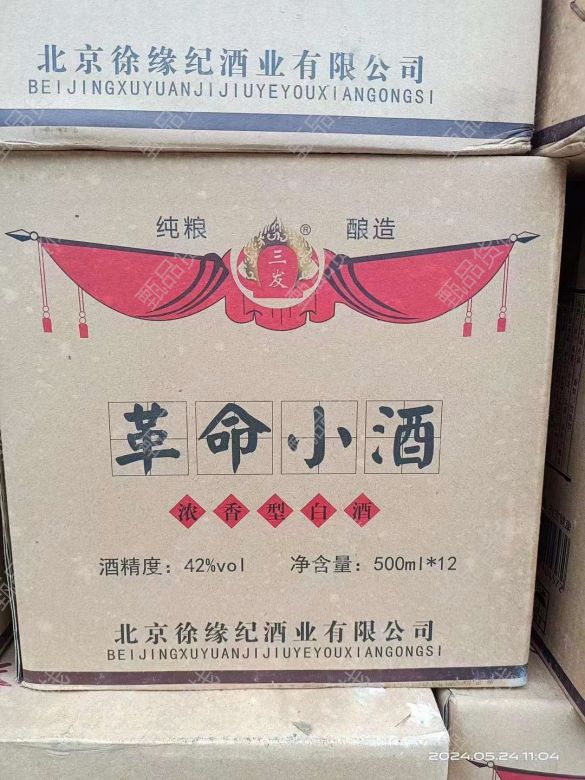 北京徐缘纪酒业有限公司
BEIJINGXUYUANJIJIUYEYOUXIANGONGSI
纯粮 ® 酿造
三发
革命小酒
浓香型白酒
酒精度：42%vol 净含量：500ml*12
北京徐缘纪酒业有限公司
BEIJINGXUYUANJIJIUYEYOUXIANGONGSI
2024.05.24 11:04